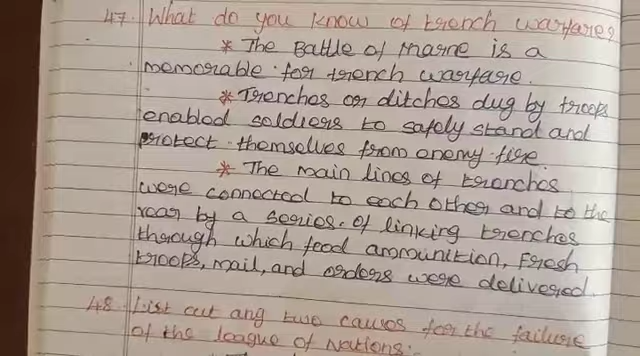 47. What do you know of trench warfare?
* The Battle of Marne is a
memorable for trench warfare.
* Trenches or ditches dug by troops
enabled soldiers to safely stand and
protect themselves from enemy fire.
* The main lines of trenches
were connected to each other and to the
rear by a series of linking trenches
through which food ammunition, Fresh
troops, mail, and orders were delivered.
48. List out any two causes for the failure
of the league of Nations.